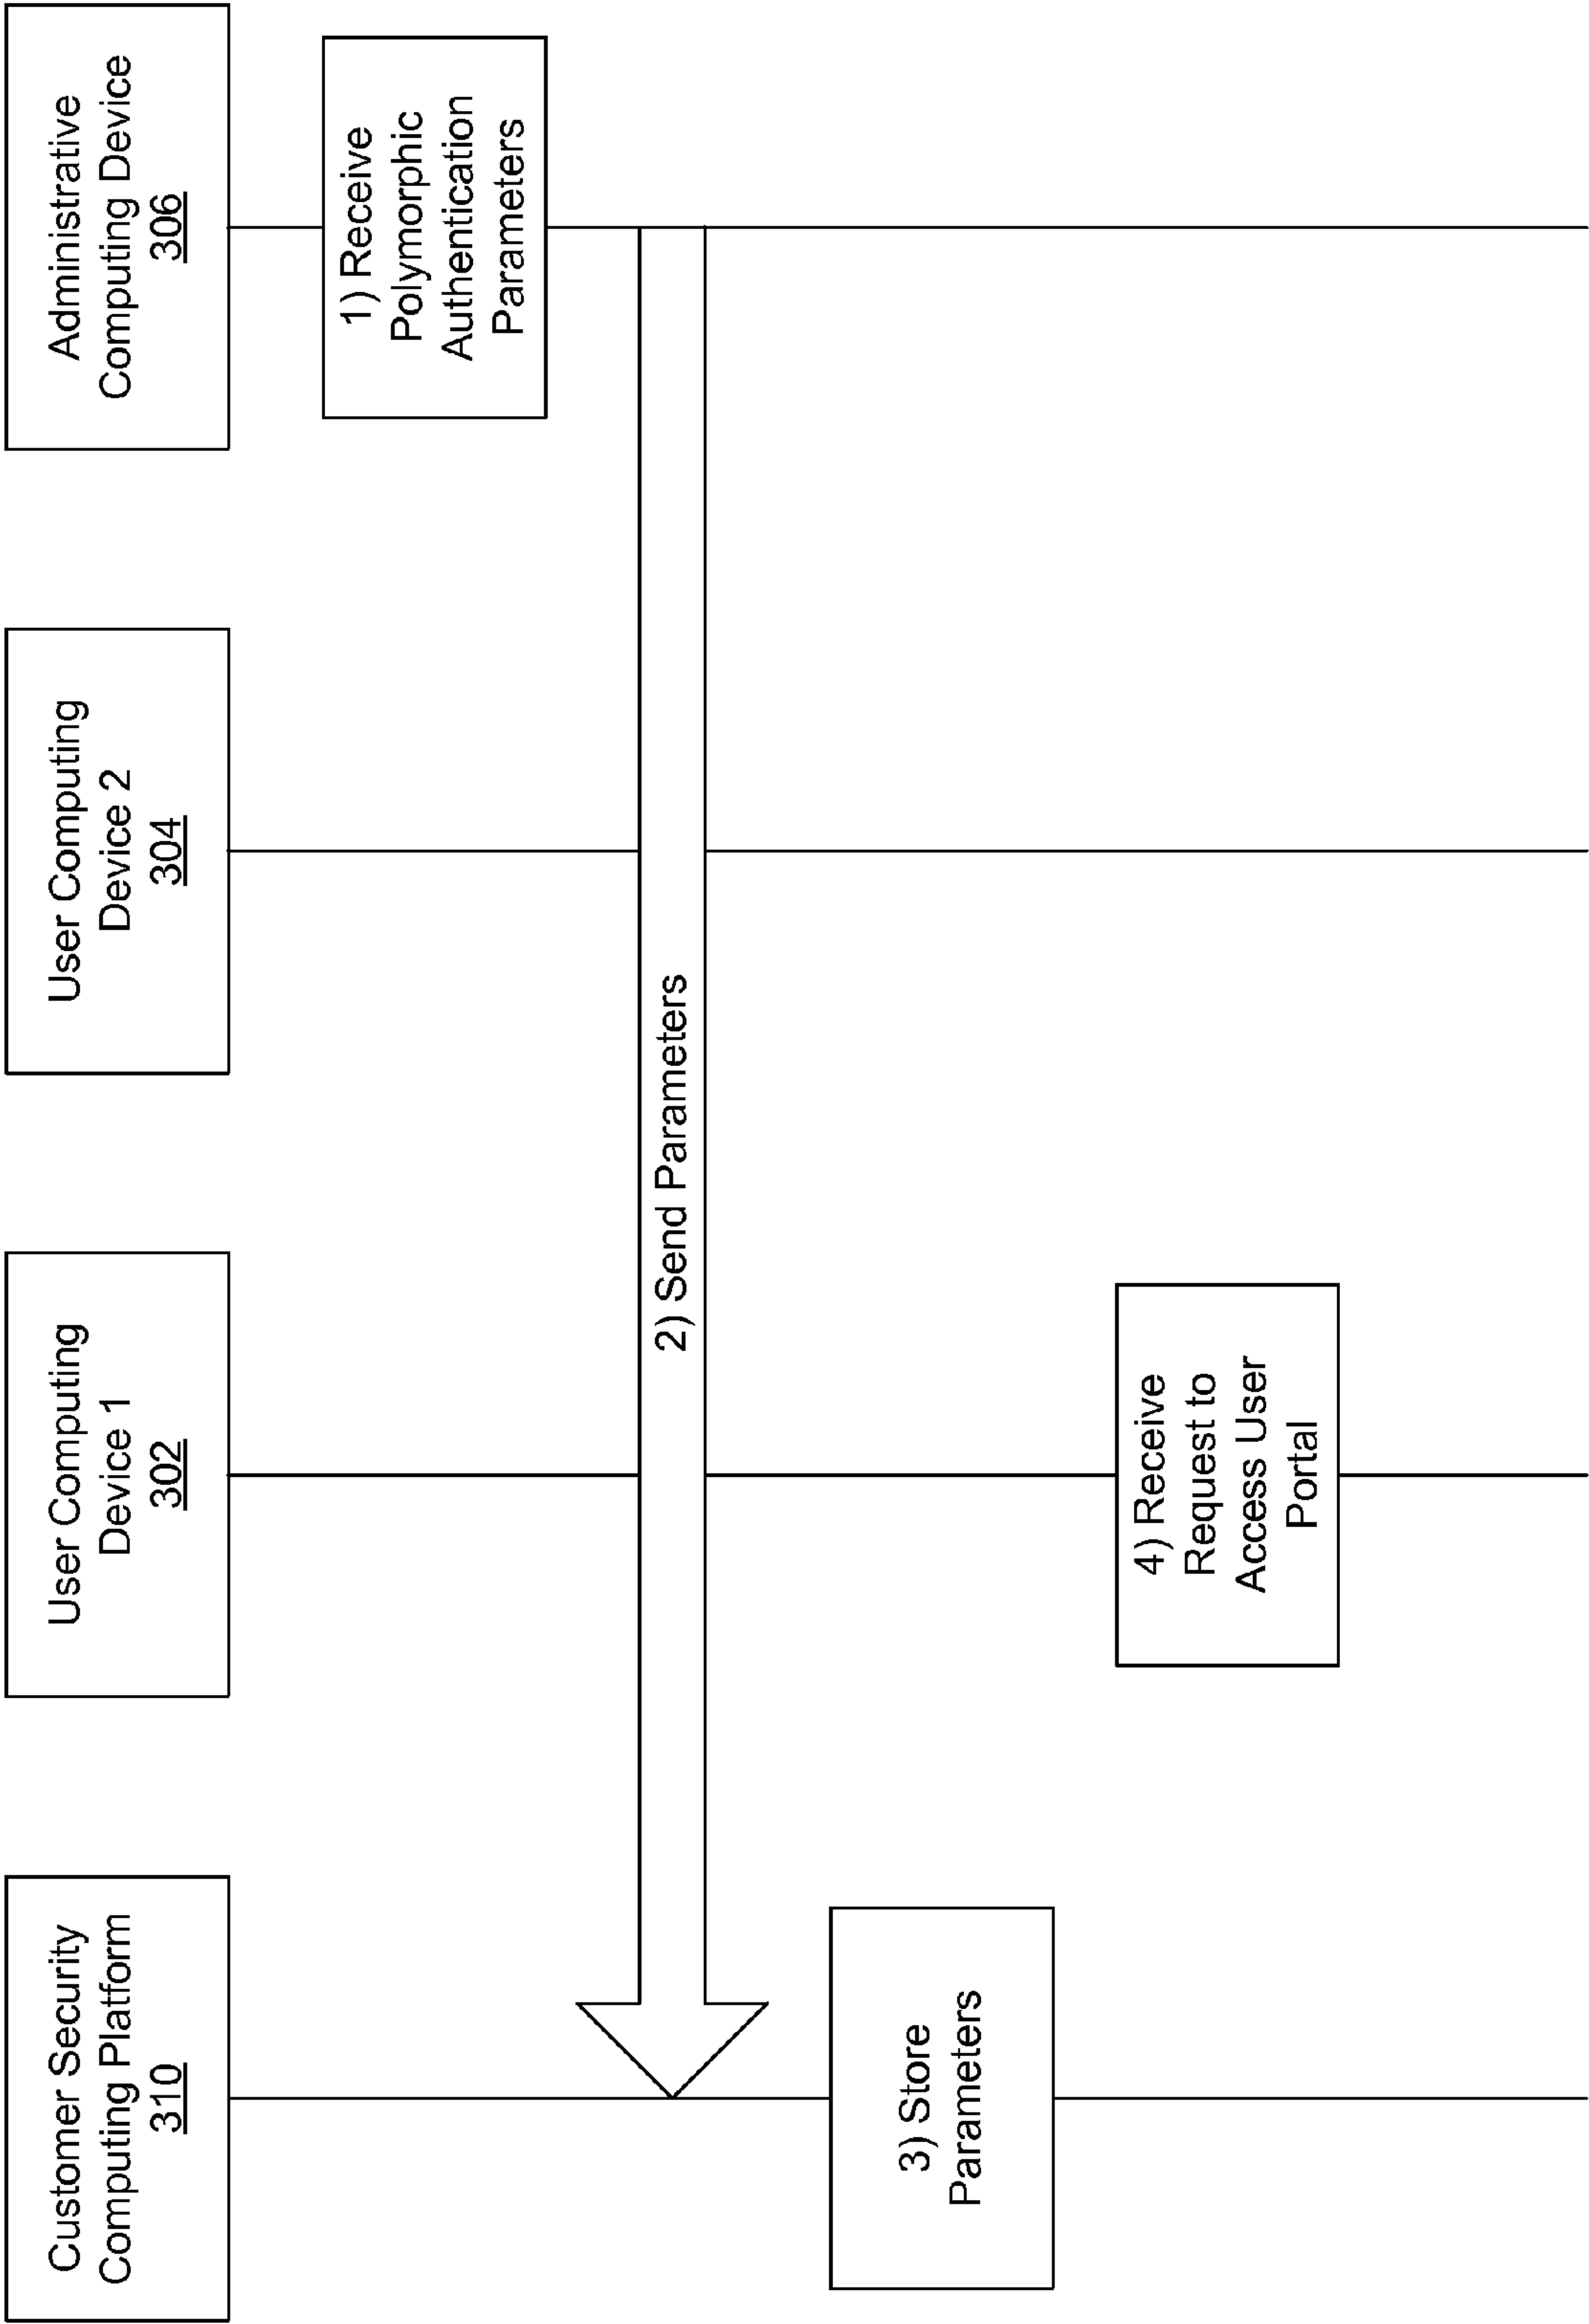 Customer Security
Computing Platform
310
User Computing
Device 1
302
User Computing
Device 2
304
Administrative
Computing Device
306
1) Receive
Polymorphic
Authentication
Parameters
2) Send Parameters
3) Store
Parameters
4) Receive
Request to
Access User
Portal